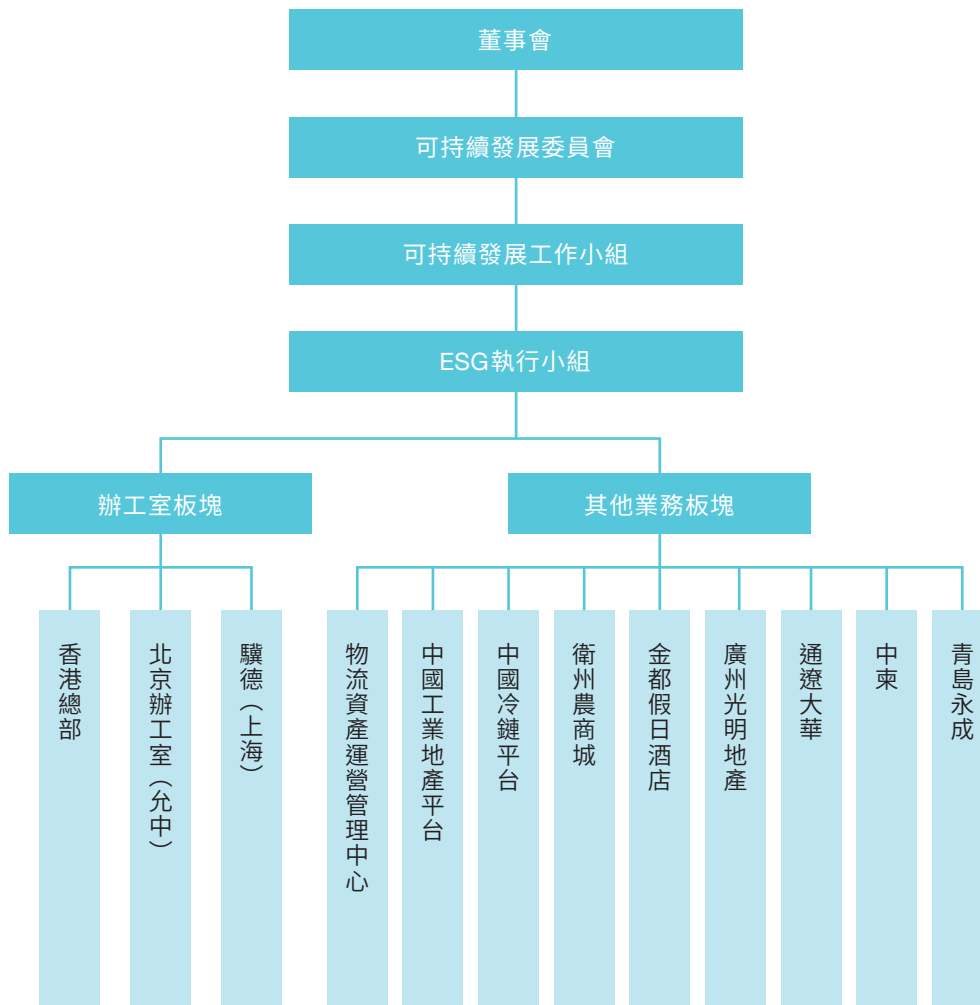 董事會
可持續發展委員會
可持續發展工作小組
ESG執行小組
辦工室板塊
其他業務板塊
香港總部
北京辦工室（允中）
驥德（上海）
物流資產運營管理中心
中國工業地產平台
中國冷鏈平台
衛州農商城
金都假日酒店
廣州光明地產
通遼大華
中柬
青島永成